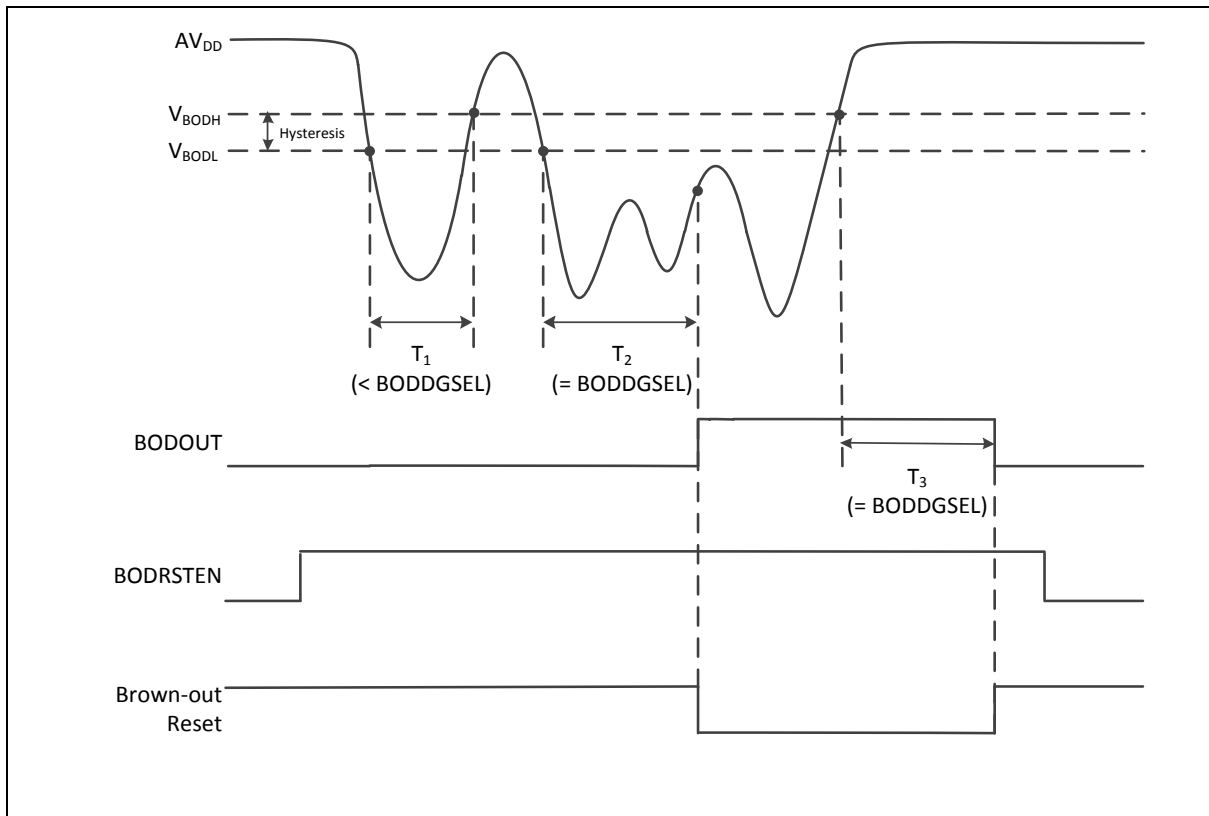 AVDD
VBODH
Hysteresis
VBODL
T1
(< BODDGSEL)
T2
(= BODDGSEL)
BODOUT
T3
(= BODDGSEL)
BODRSTEN
Brown-out
Reset